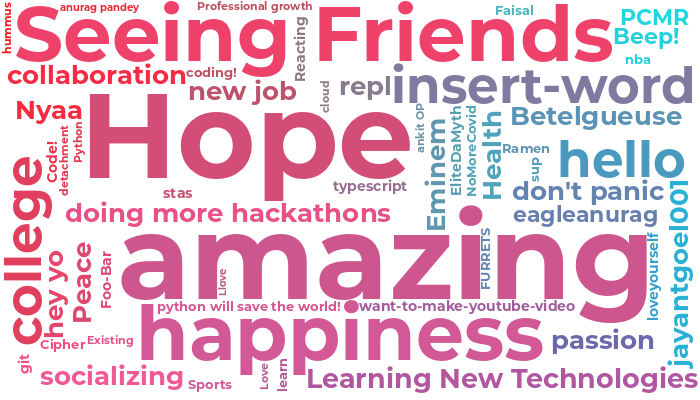 hummus
Seeing Friends
anurag pandey
Professional growth
Reacting
Faisal
PCMR
Beep!
nba
collaboration
coding!
new job
cloud
repl
insert-word
Nyaa
Hope
Code!
detachment
Python
ankit OP
Eminem
EliteDaMyth
NoMoreCovid
Health
Betelgeuse
Ramen
sup
hello
stas
typescript
don't panic
doing more hackathons
eagleanurag
college
hey yo
Peace
Foo-Bar
amazing
Llove
FURRETS
loveyourself
jayantgoel001
python will save the world!
want-to-make-youtube-video
happiness
passion
Cipher
Existing
git
socializing
Sports
Love
learn
Learning New Technologies